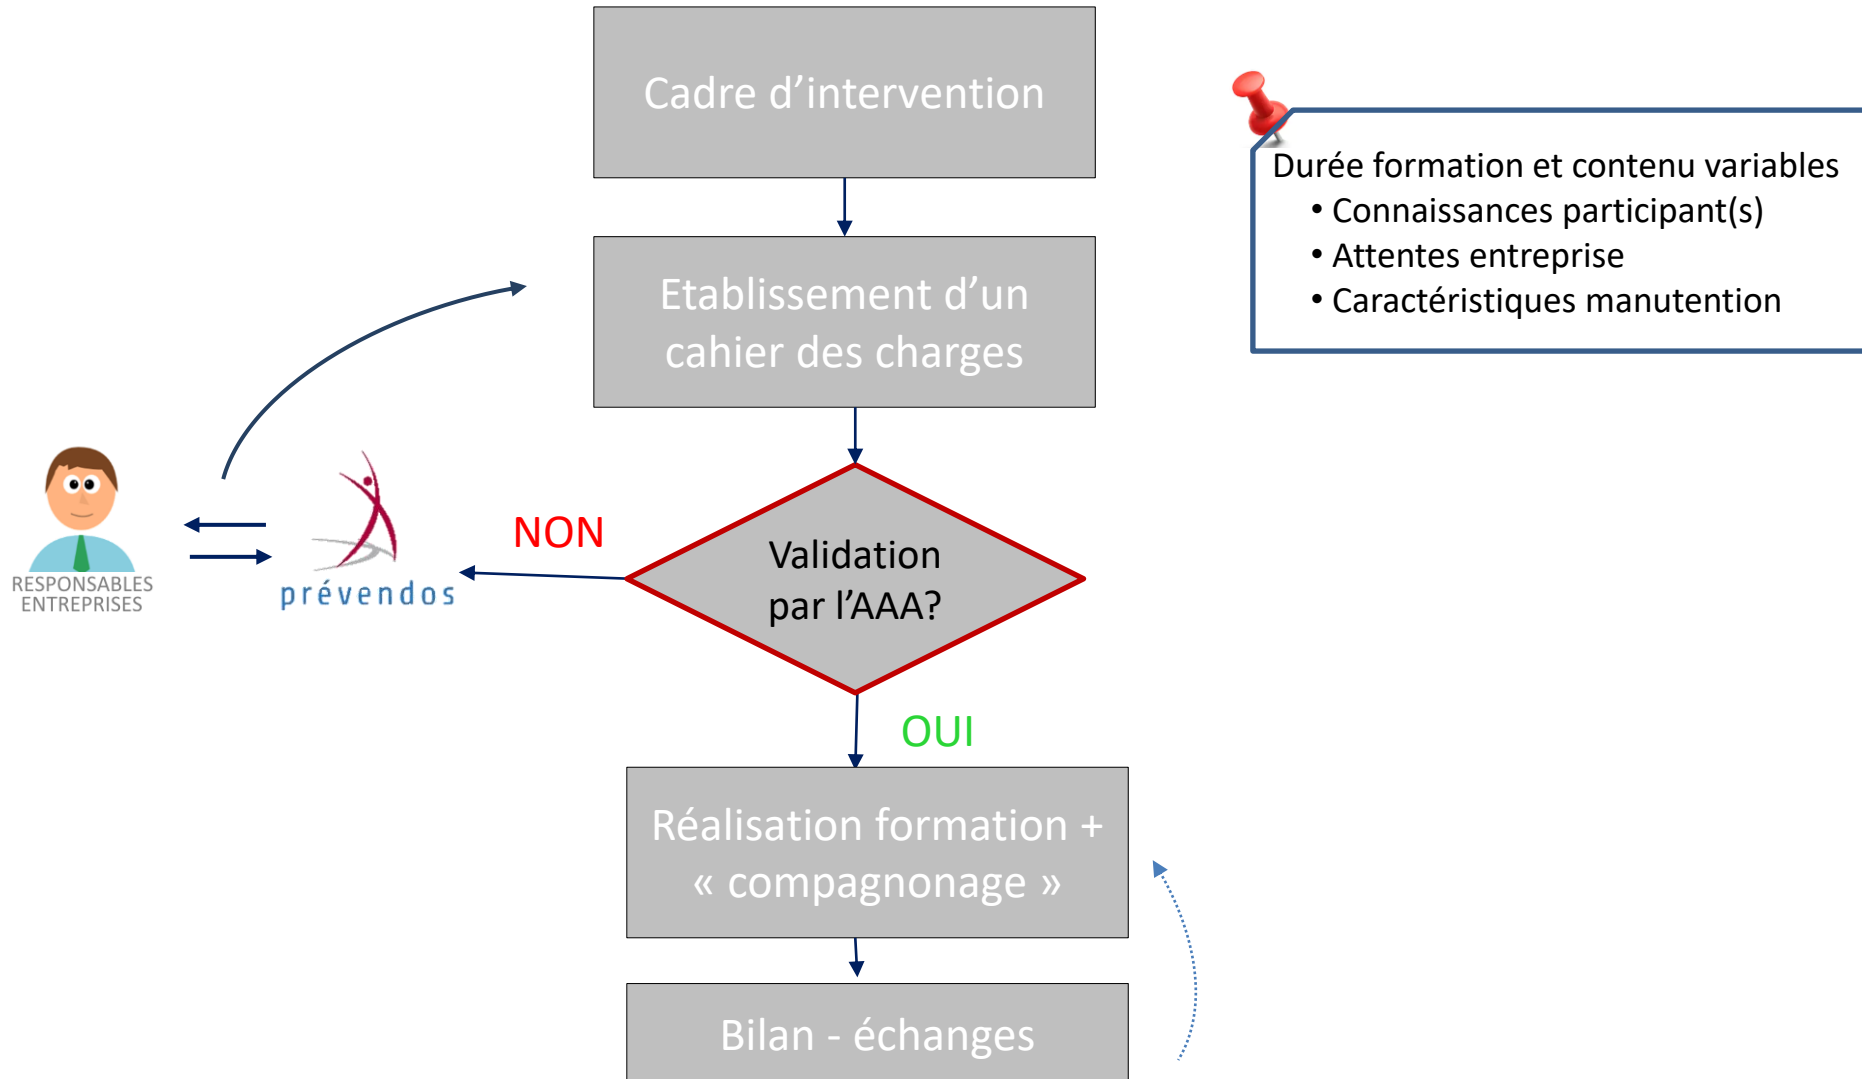 Cadre d’intervention
Durée formation et contenu variables
• Connaissances participant(s)
• Attentes entreprise
• Caractéristiques manutention
Etablissement d’un
cahier des charges
RESPONSABLES
ENTREPRISES
prévendos
NON
Validation
par l’AAA?
OUI
Réalisation formation +
« compagnonage »
Bilan - échanges